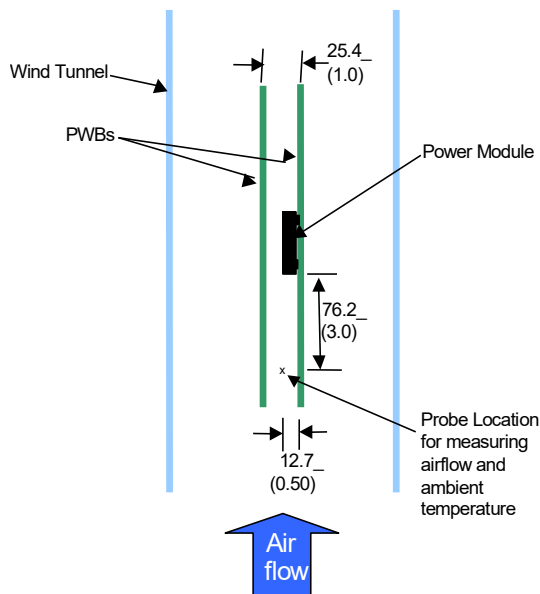 25.4_
(1.0)
Wind Tunnel
PWBs
Power Module
76.2_
(3.0)
x
Probe Location
for measuring
airflow and
ambient
temperature
12.7_
(0.50)
Air
flow